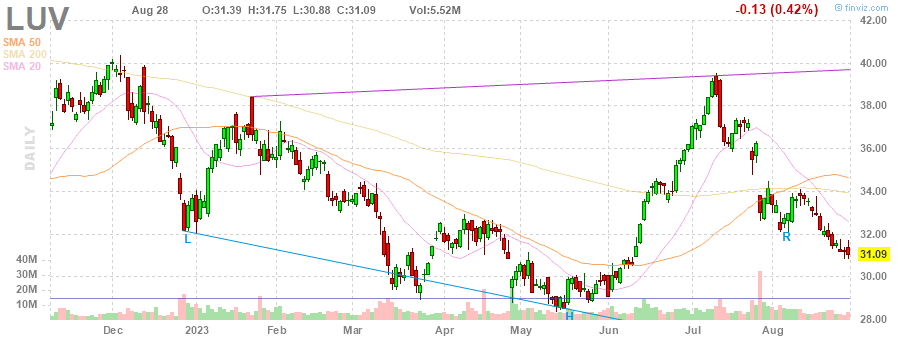 LUV Aug 28 O:31.39 H:31.75 L:30.88 C:31.09 Vol:5.52M -0.13 (0.42%) © finviz.com
SMA 50
SMA 200
SMA 20
DAILY
42.00
40.00
38.00
36.00
34.00
32.00
31.09
30.00
28.00
40M
30M
20M
10M
L
H
R
Dec 2023 Feb Mar Apr May Jun Jul Aug